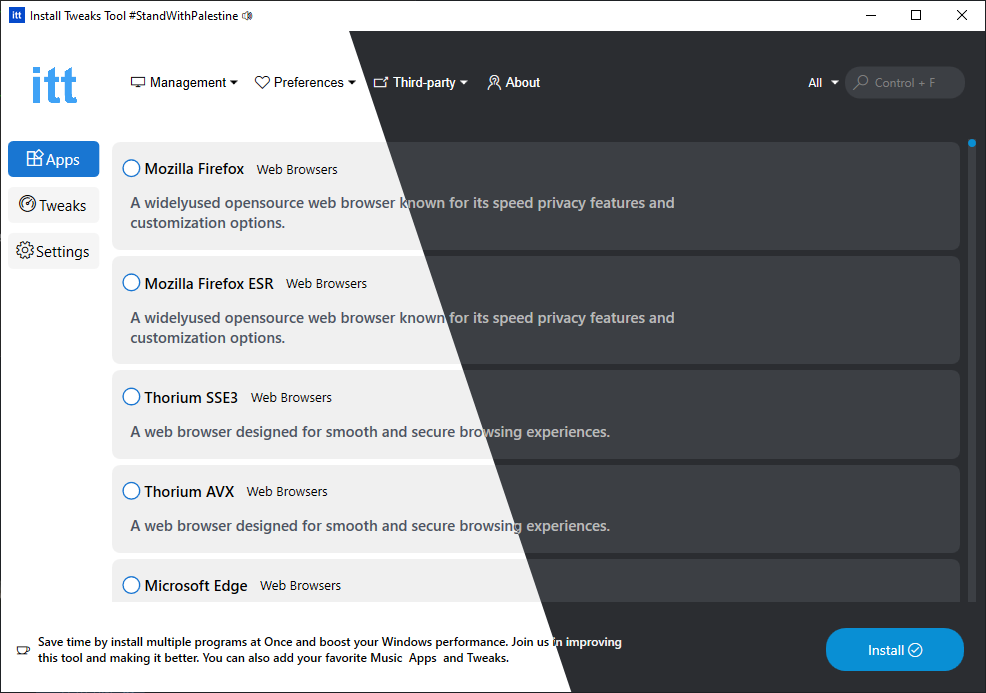 itt Install Tweaks Tool #StandWithPalestine
itt
Management
Preferences
Third-party
About
All
Control + F
Apps
Tweaks
Settings
Mozilla Firefox Web Browsers
A widelyused opensource web browser known for its speed privacy features and
customization options.
Mozilla Firefox ESR Web Browsers
A widelyused opensource web browser known for its speed privacy features and
customization options.
Thorium SSE3 Web Browsers
A web browser designed for smooth and secure browsing experiences.
Thorium AVX Web Browsers
A web browser designed for smooth and secure browsing experiences.
Microsoft Edge Web Browsers
Save time by install multiple programs at Once and boost your Windows performance. Join us in improving
this tool and making it better. You can also add your favorite Music Apps and Tweaks.
Install